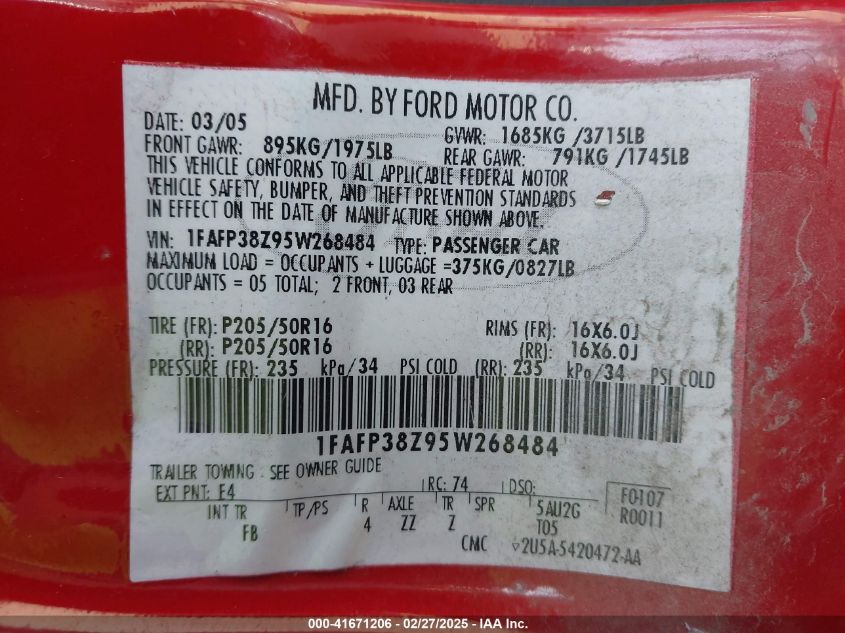 MFD. BY FORD MOTOR CO.
DATE: 03/05 GVWR: 1685KG /3715LB
FRONT GAWR: 895KG/1975LB REAR GAWR: 791KG /1745LB
THIS VEHICLE CONFORMS TO ALL APPLICABLE FEDERAL MOTOR
VEHICLE SAFETY, BUMPER, AND THEFT PREVENTION STANDARDS
IN EFFECT ON THE DATE OF MANUFACTURE SHOWN ABOVE.
VIN: 1FAFP38Z95W268484 TYPE: PASSENGER CAR
MAXIMUM LOAD = OCCUPANTS + LUGGAGE =375KG/0827LB
OCCUPANTS = 05 TOTAL; 2 FRONT, 03 REAR
TIRE (FR): P205/50R16 RIMS (FR): 16X6.0J
(RR): P205/50R16 (RR): 16X6.0J
PRESSURE (FR): 235 kPa/34 PSI COLD (RR): 235 kPa/34 PSI COLD
1FAFP38Z95W268484
TRAILER TOWING - SEE OWNER GUIDE
EXT PNT: E4 RC: 74 DSO: F0107
INT TR TP/PS R AXLE TR SPR 5AU2G R0011
FB 4 ZZ Z T05
CMC 2U5A-5420472-AA
000-41671206 - 02/27/2025 - IAA Inc.